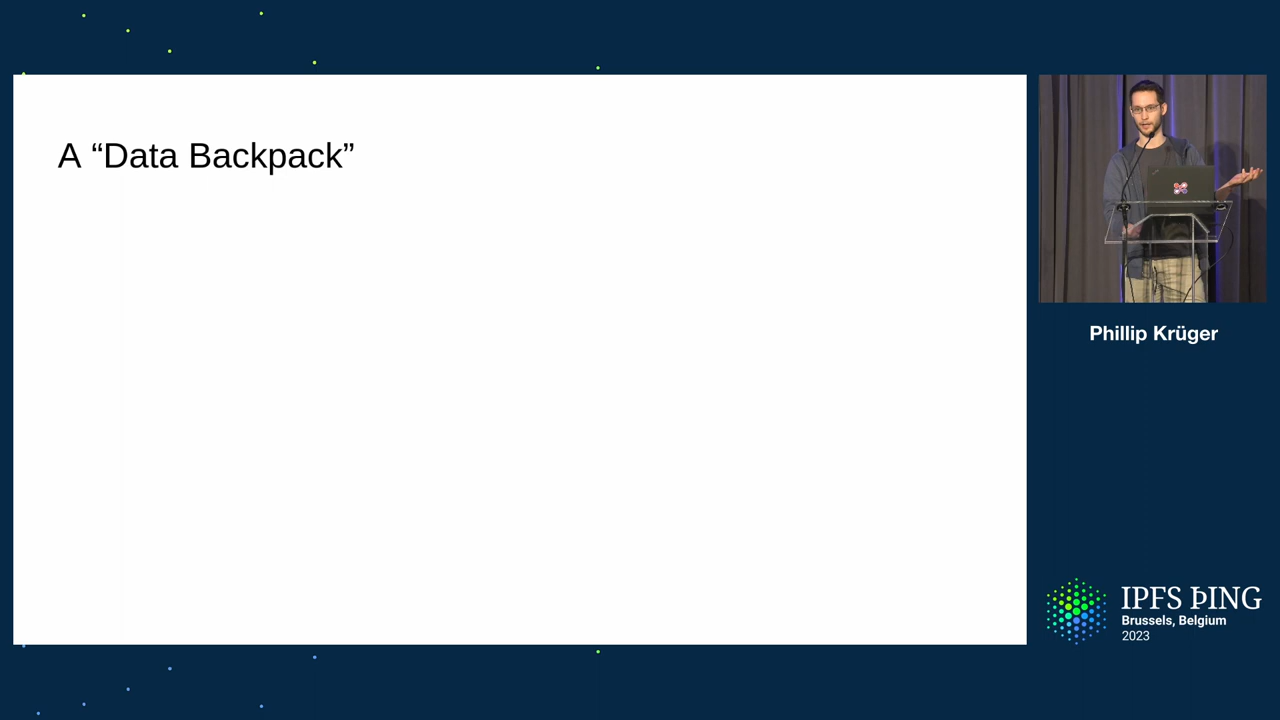 A “Data Backpack”
Phillip Krüger
IPFS ÞING
Brussels, Belgium
2023